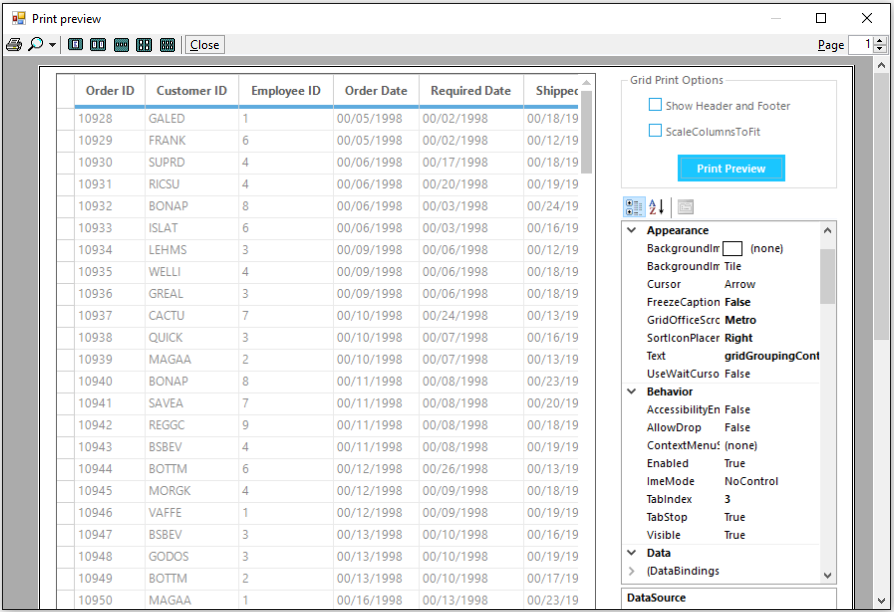 Print preview
Close
Page 1
Order ID Customer ID Employee ID Order Date Required Date Shipped
10928 GALED 1 00/05/1998 00/02/1998 00/18/19
10929 FRANK 6 00/05/1998 00/02/1998 00/12/19
10930 SUPRD 4 00/06/1998 00/17/1998 00/18/19
10931 RICSU 4 00/06/1998 00/20/1998 00/19/19
10932 BONAP 8 00/06/1998 00/03/1998 00/24/19
10933 ISLAT 6 00/06/1998 00/03/1998 00/16/19
10934 LEHMS 3 00/09/1998 00/06/1998 00/12/19
10935 WELLI 4 00/09/1998 00/06/1998 00/18/19
10936 GREAL 3 00/09/1998 00/06/1998 00/18/19
10937 CACTU 7 00/10/1998 00/24/1998 00/13/19
10938 QUICK 3 00/10/1998 00/07/1998 00/16/19
10939 MAGAA 2 00/10/1998 00/07/1998 00/13/19
10940 BONAP 8 00/11/1998 00/08/1998 00/23/19
10941 SAVEA 7 00/11/1998 00/08/1998 00/20/19
10942 REGGC 9 00/11/1998 00/08/1998 00/18/19
10943 BSBEV 4 00/11/1998 00/08/1998 00/19/19
10944 BOTTM 6 00/12/1998 00/26/1998 00/13/19
10945 MORGK 4 00/12/1998 00/09/1998 00/18/19
10946 VAFFE 1 00/12/1998 00/09/1998 00/19/19
10947 BSBEV 3 00/13/1998 00/10/1998 00/16/19
10948 GODOS 3 00/13/1998 00/10/1998 00/19/19
10949 BOTTM 2 00/13/1998 00/10/1998 00/17/19
10950 MAGAA 1 00/16/1998 00/13/1998 00/23/19
Grid Print Options
Show Header and Footer
ScaleColumnsToFit
Print Preview
Appearance
BackgroundIm (none)
BackgroundIm Tile
Cursor Arrow
FreezeCaption False
GridOfficeScrc Metro
SortIconPlacer Right
Text gridGroupingCont
UseWaitCurso False
Behavior
AccessibilityEn False
AllowDrop False
ContextMenuS (none)
Enabled True
ImeMode NoControl
TabIndex 3
TabStop True
Visible True
Data
(DataBindings
DataSource